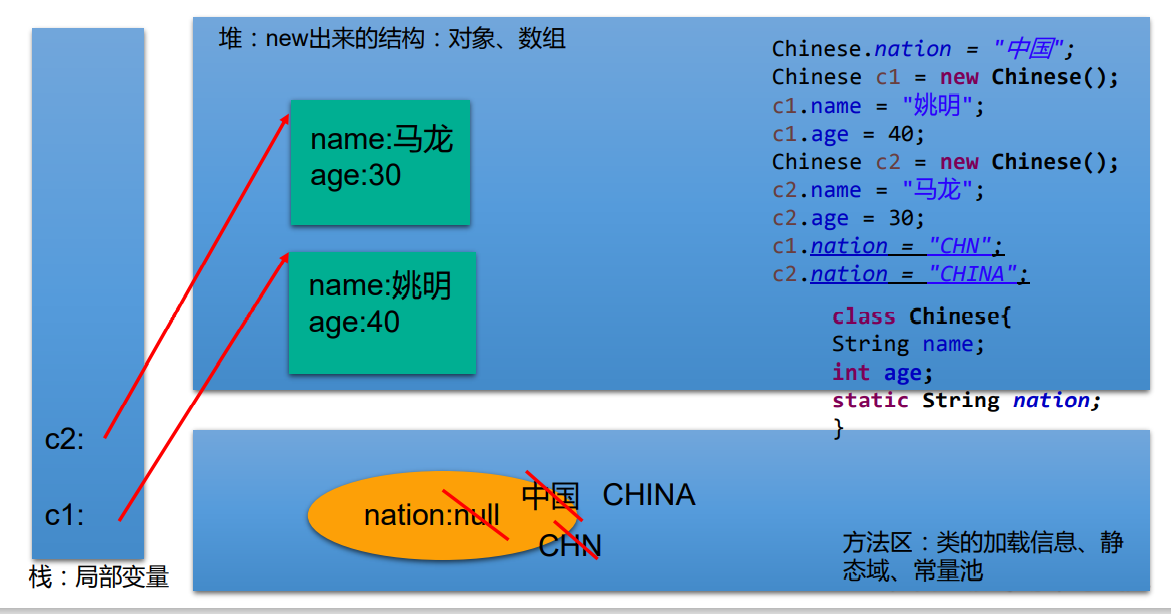 堆：new出来的结构：对象、数组
name:马龙
age:30
name:姚明
age:40
c2:
c1:
栈：局部变量
Chinese.nation = "中国";
Chinese c1 = new Chinese();
c1.name = "姚明";
c1.age = 40;
Chinese c2 = new Chinese();
c2.name = "马龙";
c2.age = 30;
c1.nation = "CHN";
c2.nation = "CHINA";
class Chinese{
String name;
int age;
static String nation;
}
nation:null
中国 CHINA
CHN
方法区：类的加载信息、静
态域、常量池